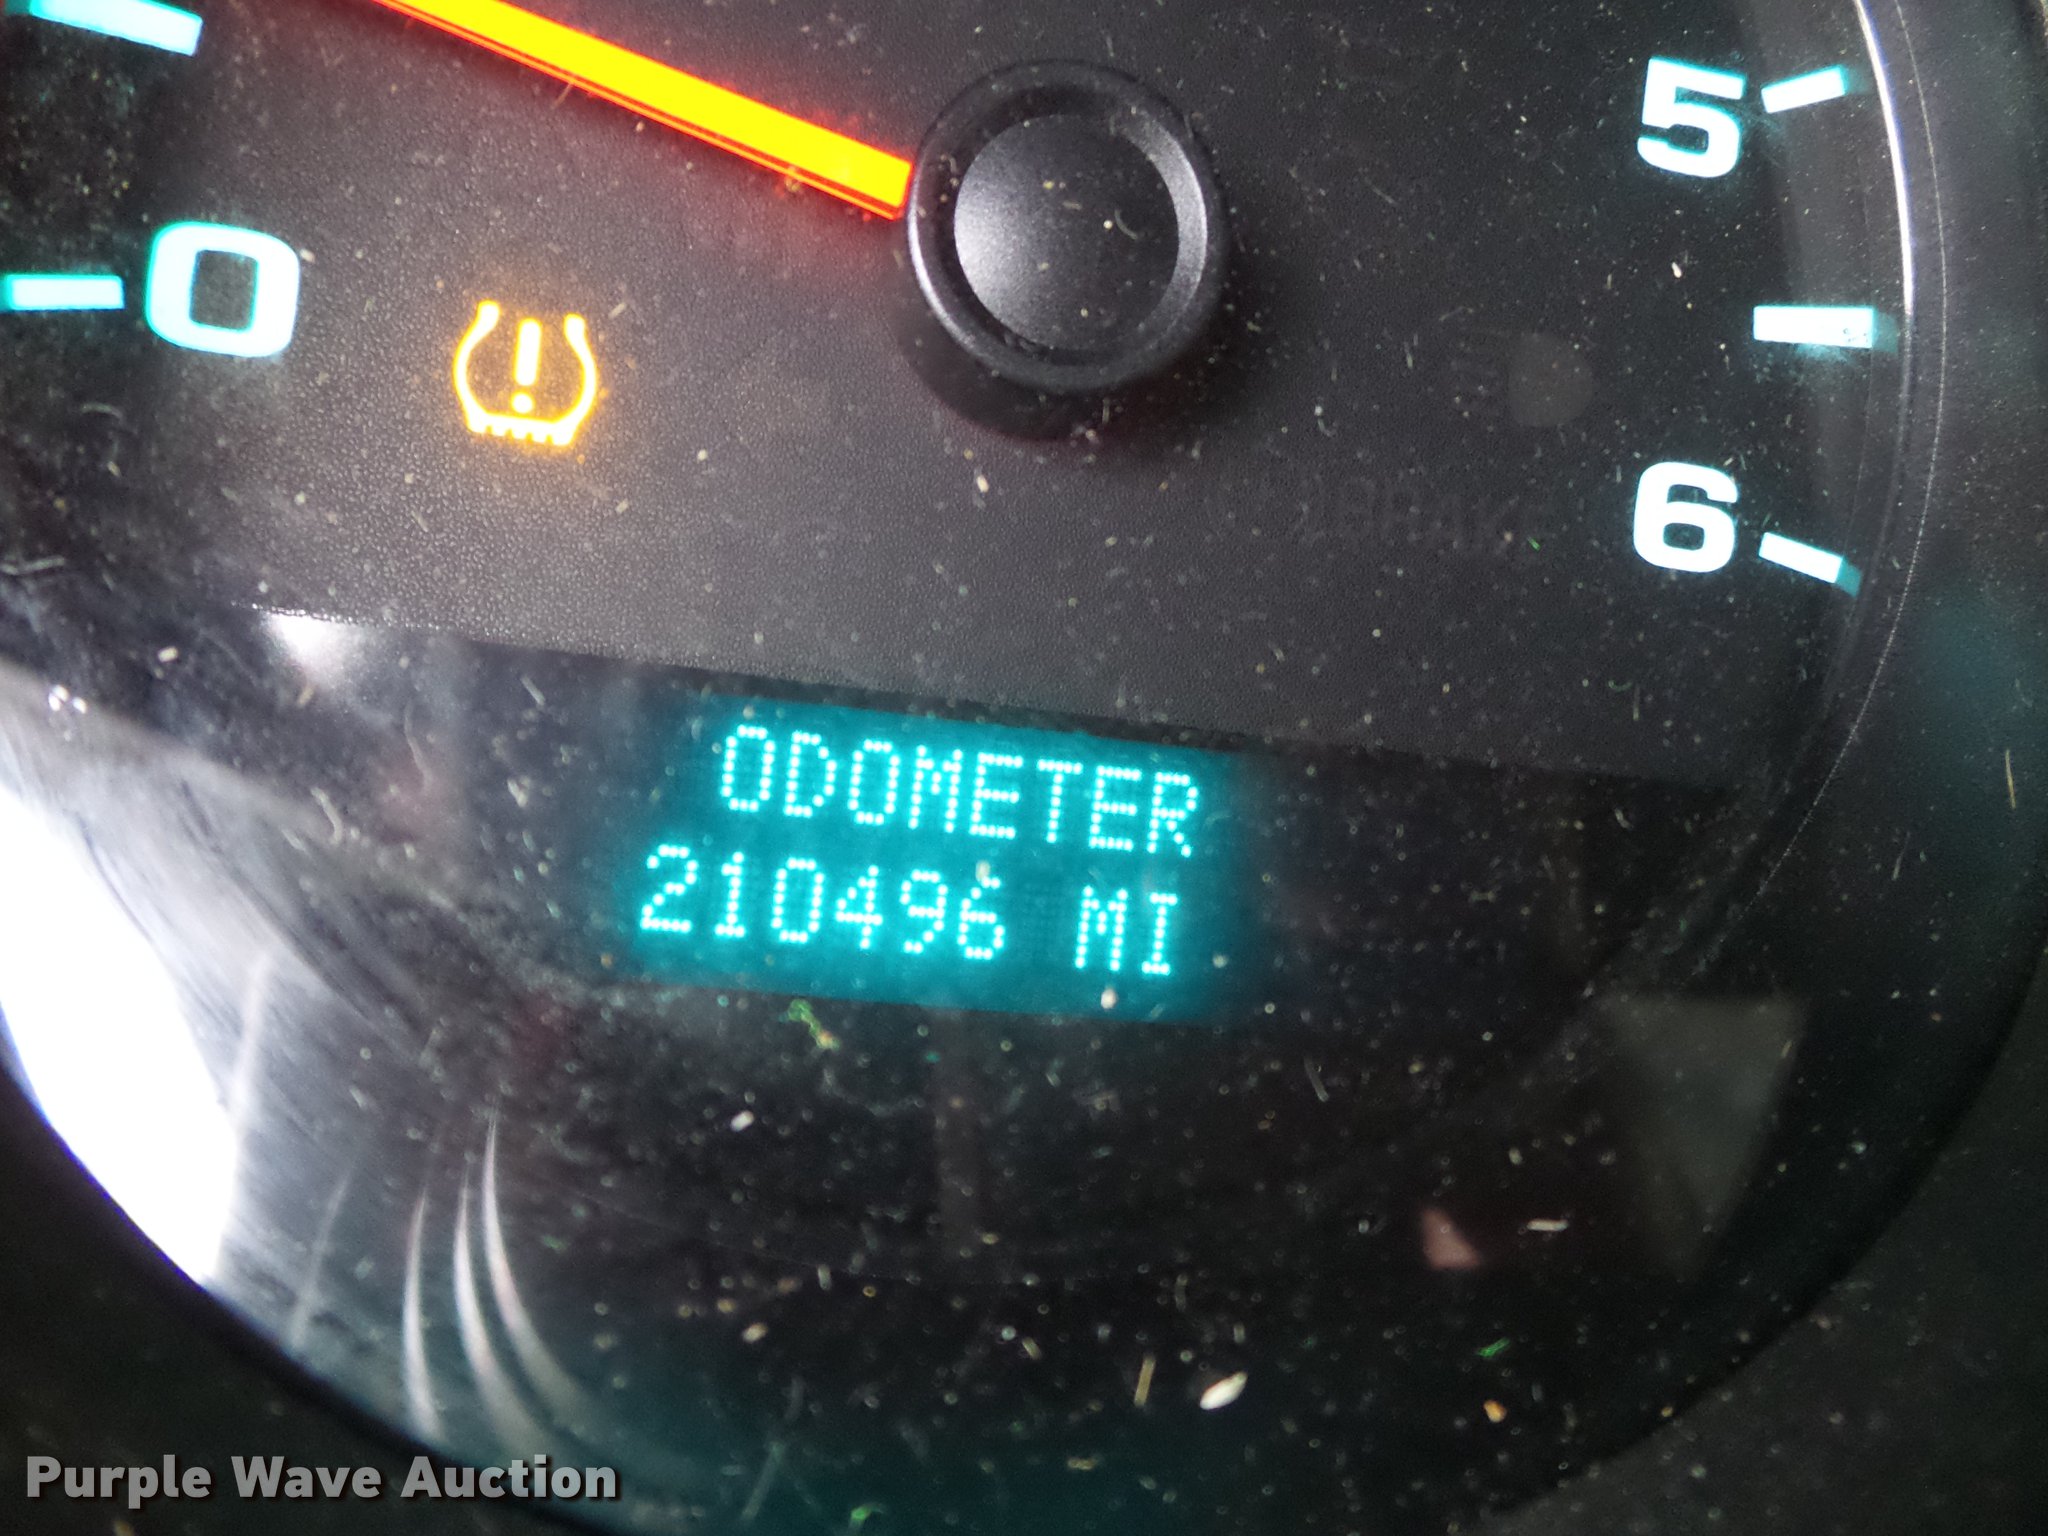 5
0
6
ODOMETER
210496 MI
Purple Wave Auction